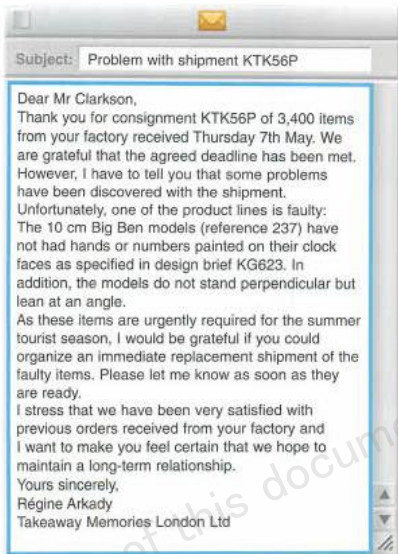 Subject: Problem with shipment KTK56P
Dear Mr Clarkson,
Thank you for consignment KTK56P of 3,400 items
from your factory received Thursday 7th May. We
are grateful that the agreed deadline has been met.
However, I have to tell you that some problems
have been discovered with the shipment.
Unfortunately, one of the product lines is faulty:
The 10 cm Big Ben models (reference 237) have
not had hands or numbers painted on their clock
faces as specified in design brief KG623. In
addition, the models do not stand perpendicular but
lean at an angle.
As these items are urgently required for the summer
tourist season, I would be grateful if you could
organize an immediate replacement shipment of the
faulty items. Please let me know as soon as they
are ready.
I stress that we have been very satisfied with
previous orders received from your factory and
I want to make you feel certain that we hope to
maintain a long-term relationship.
Yours sincerely,
Régine Arkady
Takeaway Memories London Ltd
of this docum